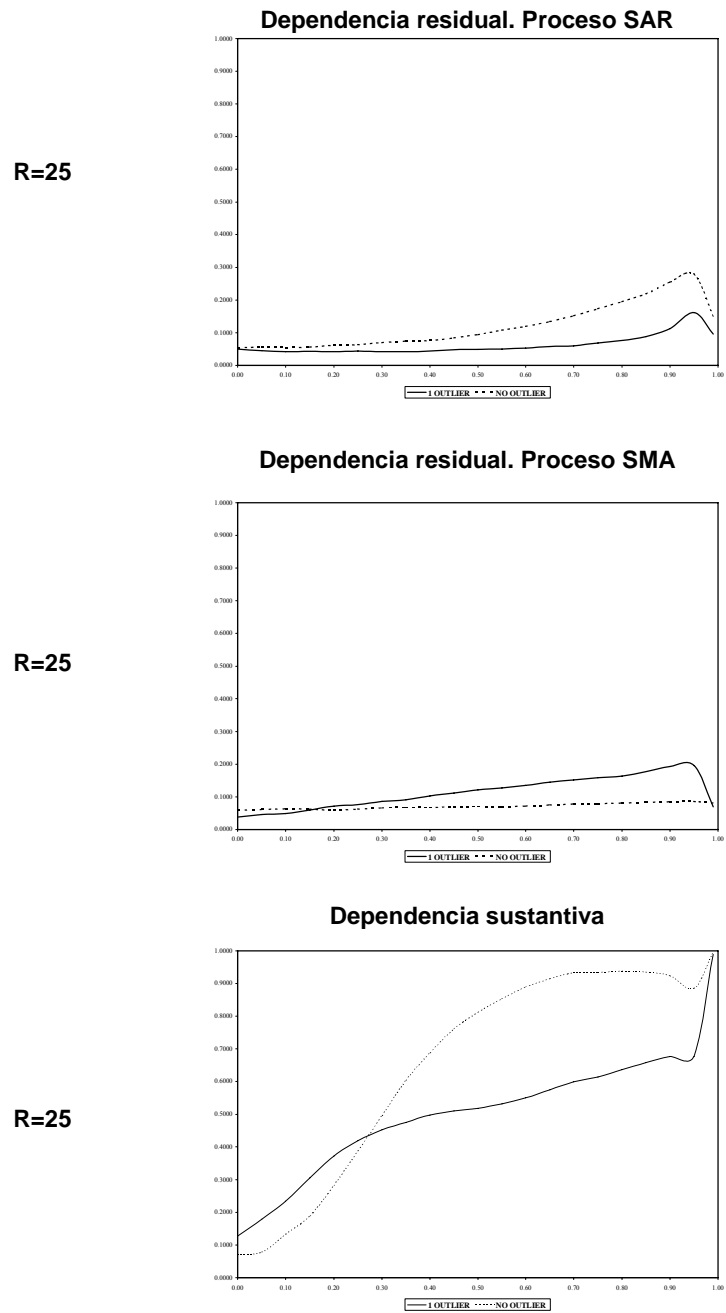 Dependencia residual. Proceso SAR
R=25
1.0000
0.9000
0.8000
0.7000
0.6000
0.5000
0.4000
0.3000
0.2000
0.1000
0.0000
0.00 0.10 0.20 0.30 0.40 0.50 0.60 0.70 0.80 0.90 1.00
1 OUTLIER NO OUTLIER
Dependencia residual. Proceso SMA
R=25
1.0000
0.9000
0.8000
0.7000
0.6000
0.5000
0.4000
0.3000
0.2000
0.1000
0.0000
0.00 0.10 0.20 0.30 0.40 0.50 0.60 0.70 0.80 0.90 1.00
1 OUTLIER NO OUTLIER
Dependencia sustantiva
R=25
1.0000
0.9000
0.8000
0.7000
0.6000
0.5000
0.4000
0.3000
0.2000
0.1000
0.0000
0.00 0.10 0.20 0.30 0.40 0.50 0.60 0.70 0.80 0.90 1.00
1 OUTLIER NO OUTLIER